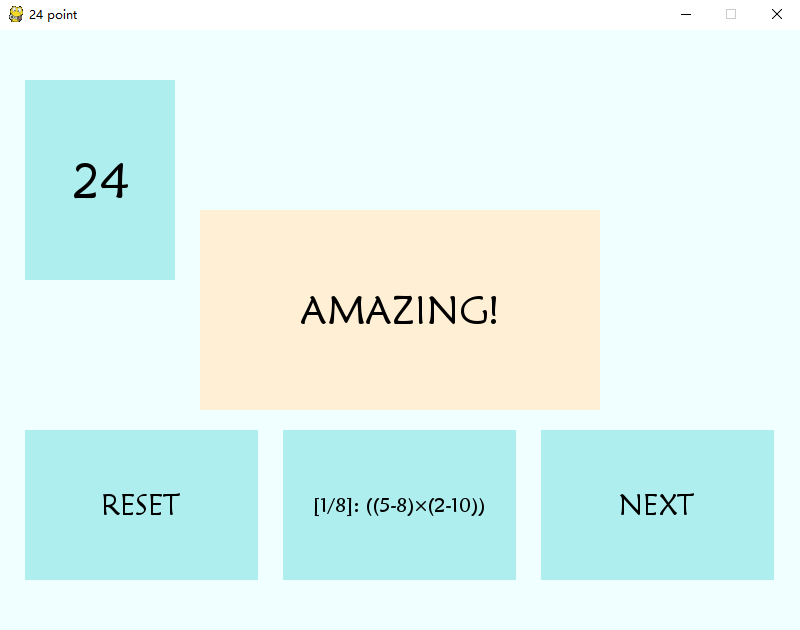 24 point
24
AMAZING!
RESET
[1/8]: ((5-8)×(2-10))
NEXT